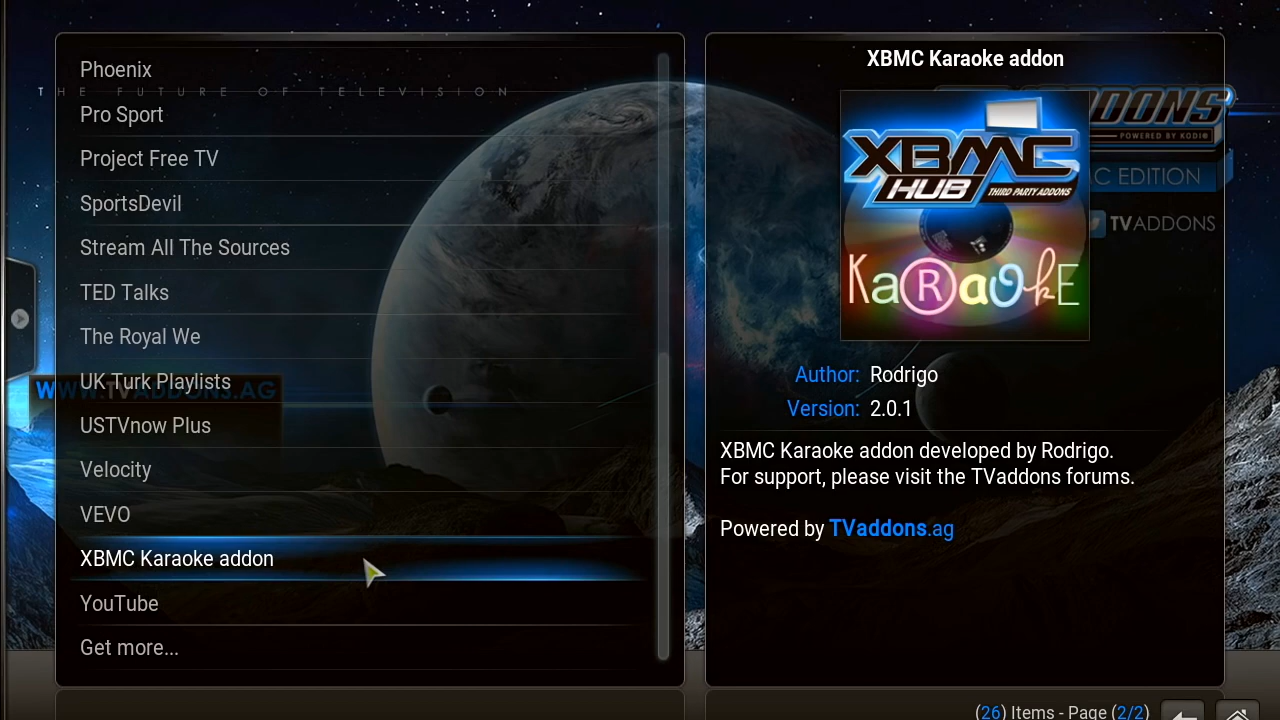 Phoenix
THE FUTURE OF TELEVISION
Pro Sport
Project Free TV
SportsDevil
Stream All The Sources
TED Talks
The Royal We
UK Turk Playlists
WWW.TVADDONS.AG
USTVnow Plus
Velocity
VEVO
XBMC Karaoke addon
YouTube
Get more...
XBMC Karaoke addon
XBMC
HUB THIRD PARTY ADDONS
KaRaokE
DDONS
POWERED BY KODI®
C EDITION
TVADDONS
Author: Rodrigo
Version: 2.0.1
XBMC Karaoke addon developed by Rodrigo.
For support, please visit the TVaddons forums.
Powered by TVaddons.ag
(26) Items - Page (2/2)